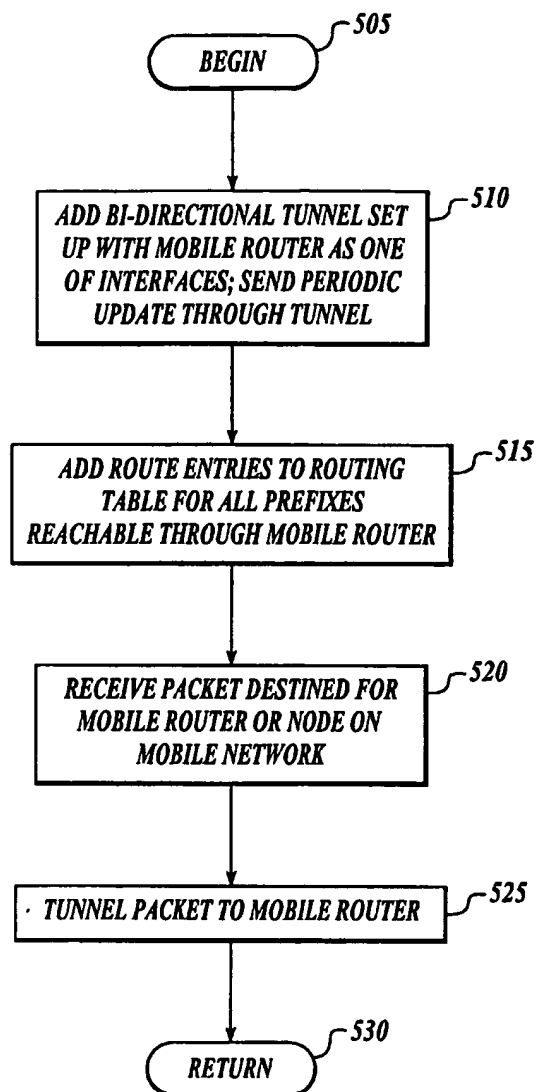 505
BEGIN
510
ADD BI-DIRECTIONAL TUNNEL SET
UP WITH MOBILE ROUTER AS ONE
OF INTERFACES; SEND PERIODIC
UPDATE THROUGH TUNNEL
515
ADD ROUTE ENTRIES TO ROUTING
TABLE FOR ALL PREFIXES
REACHABLE THROUGH MOBILE ROUTER
520
RECEIVE PACKET DESTINED FOR
MOBILE ROUTER OR NODE ON
MOBILE NETWORK
525
TUNNEL PACKET TO MOBILE ROUTER
530
RETURN